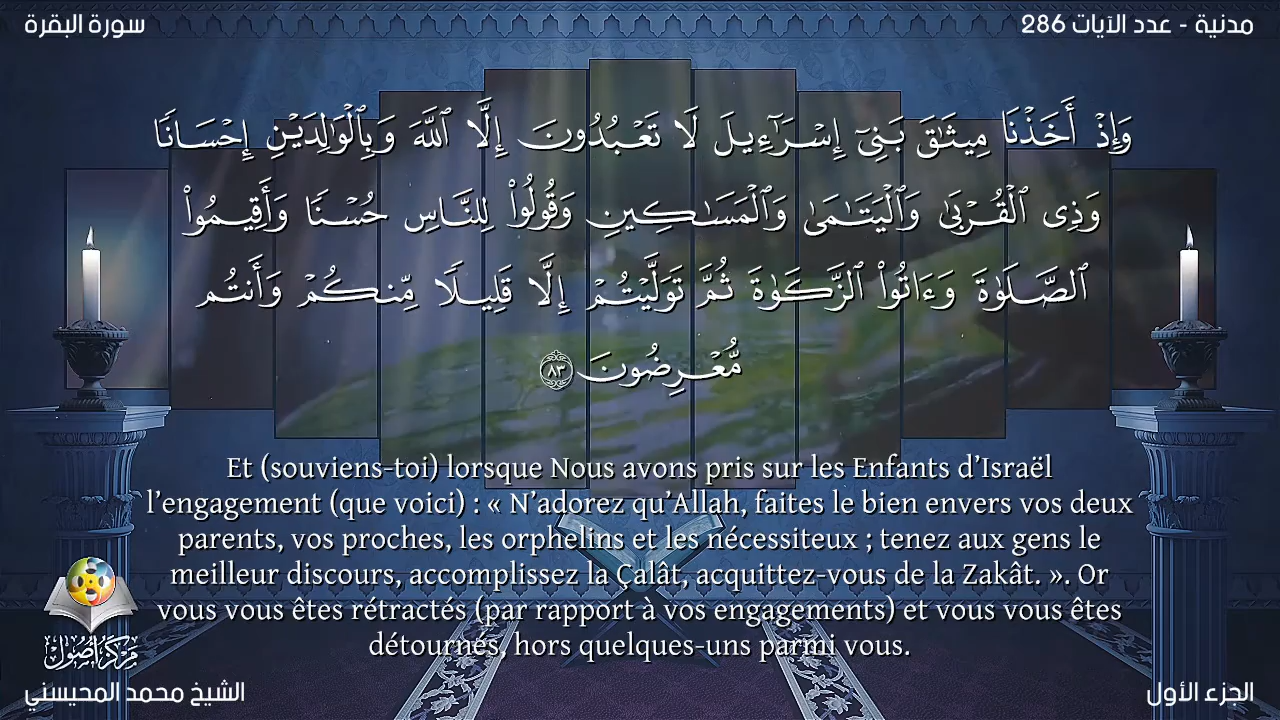 سورة البقرة
مدنية - عدد الآيات 286
وَإِذْ أَخَذْنَا مِيثَٰقَ بَنِىٓ إِسْرَٰٓءِيلَ لَا تَعْبُدُونَ إِلَّا ٱللَّهَ وَبِٱلْوَٰلِدَيْنِ إِحْسَانًا
وَذِى ٱلْقُرْبَىٰ وَٱلْيَتَٰمَىٰ وَٱلْمَسَٰكِينِ وَقُولُوا۟ لِلنَّاسِ حُسْنًا وَأَقِيمُوا۟
ٱلصَّلَوٰةَ وَءَاتُوا۟ ٱلزَّكَوٰةَ ثُمَّ تَوَلَّيْتُمْ إِلَّا قَلِيلًا مِّنكُمْ وَأَنتُم
مُّعْرِضُونَ ٨٣
Et (souviens-toi) lorsque Nous avons pris sur les Enfants d’Israël
l’engagement (que voici) : « N’adorez qu’Allah, faites le bien envers vos deux
parents, vos proches, les orphelins et les nécessiteux ; tenez aux gens le
meilleur discours, accomplissez la Çalât, acquittez-vous de la Zakât. ». Or
vous vous êtes rétractés (par rapport à vos engagements) et vous vous êtes
détournés, hors quelques-uns parmi vous.
مركز أصول
الشيخ محمد المحيسني
الجزء الأول